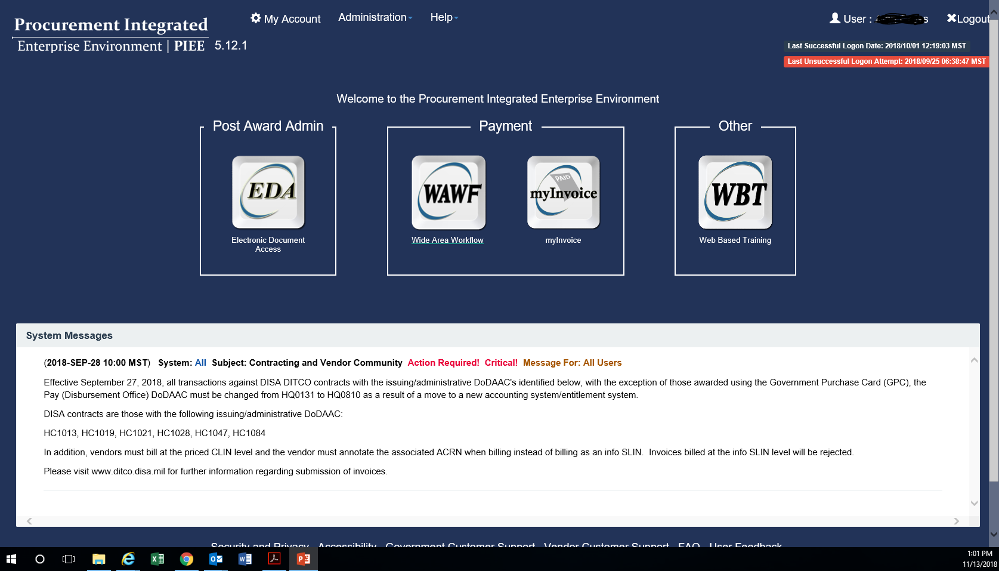 Procurement Integrated
Enterprise Environment | PIEE 5.12.1
My Account Administration Help
User : s Logout
Last Successful Logon Date: 2018/10/01 12:19:03 MST
Last Unsuccessful Logon Attempt: 2018/09/25 06:38:47 MST
Welcome to the Procurement Integrated Enterprise Environment
Post Award Admin
EDA
Electronic Document
Access
Payment
WAWF
Wide Area Workflow
PAID
myInvoice
myInvoice
Other
WBT
Web Based Training
System Messages
(2018-SEP-28 10:00 MST) System: All Subject: Contracting and Vendor Community Action Required! Critical! Message For: All Users
Effective September 27, 2018, all transactions against DISA DITCO contracts with the issuing/administrative DoDAAC's identified below, with the exception of those awarded using the Government Purchase Card (GPC), the
Pay (Disbursement Office) DoDAAC must be changed from HQ0131 to HQ0810 as a result of a move to a new accounting system/entitlement system.
DISA contracts are those with the following issuing/administrative DoDAAC:
HC1013, HC1019, HC1021, HC1028, HC1047, HC1084
In addition, vendors must bill at the priced CLIN level and the vendor must annotate the associated ACRN when billing instead of billing as an info SLIN. Invoices billed at the info SLIN level will be rejected.
Please visit www.ditco.disa.mil for further information regarding submission of invoices.
Security and Privacy Accessibility Government Customer Support Vendor Customer Support FAQ User Feedback
1:01 PM
11/13/2018